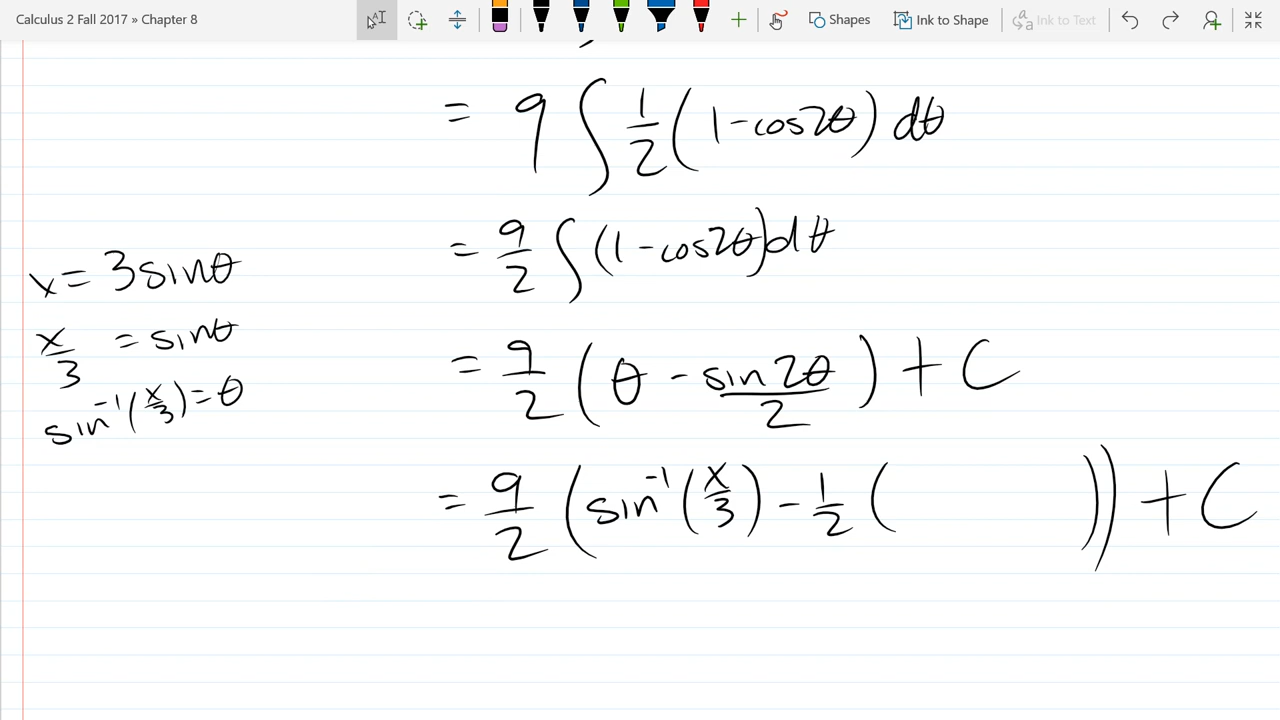 Calculus 2 Fall 2017 » Chapter 8
Shapes Ink to Shape Ink to Text
= 9 ∫ 1/2 (1 - cos2θ) dθ
= 9/2 ∫ (1 - cos2θ) dθ
x = 3 sinθ
x/3 = sinθ
sin⁻¹(x/3) = θ
= 9/2 (θ - sin2θ/2) + C
= 9/2 (sin⁻¹(x/3) - 1/2 ( )) + C